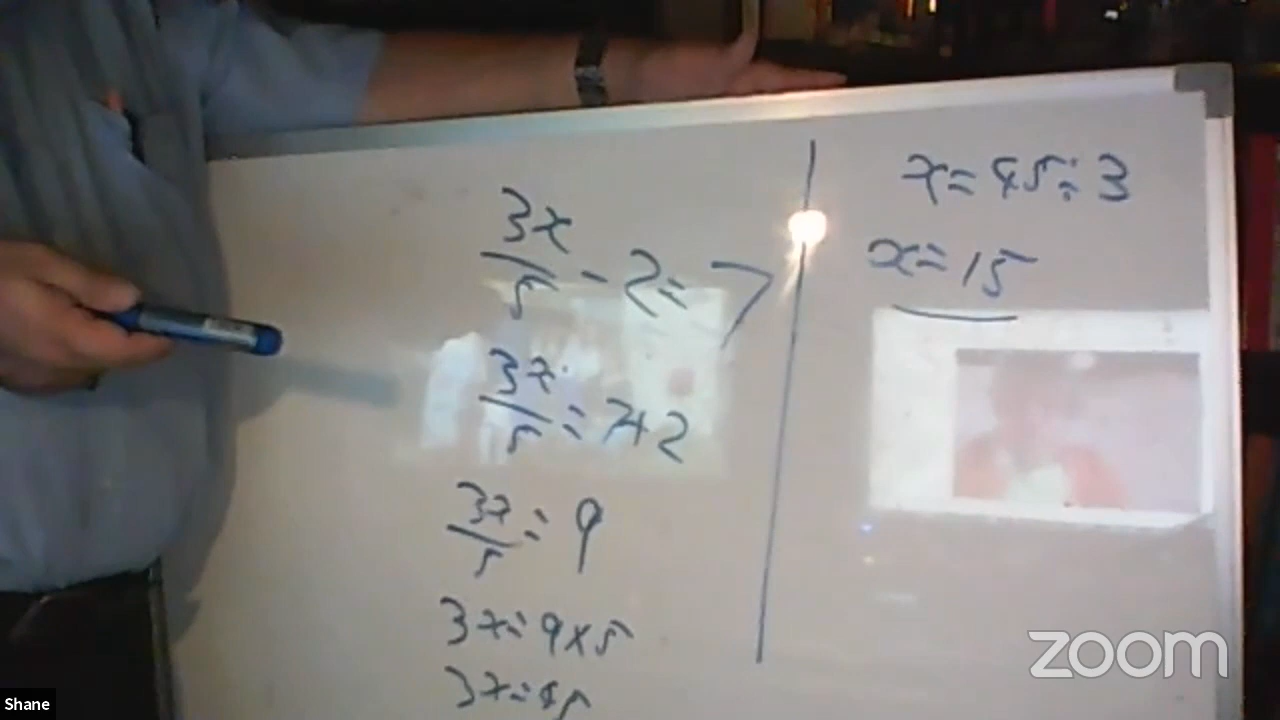 3x/5 - 2 = 7
3x/5 = 7+2
3x/5 = 9
3x = 9 x 5
3x = 45
x = 45 ÷ 3
x = 15
zoom
Shane